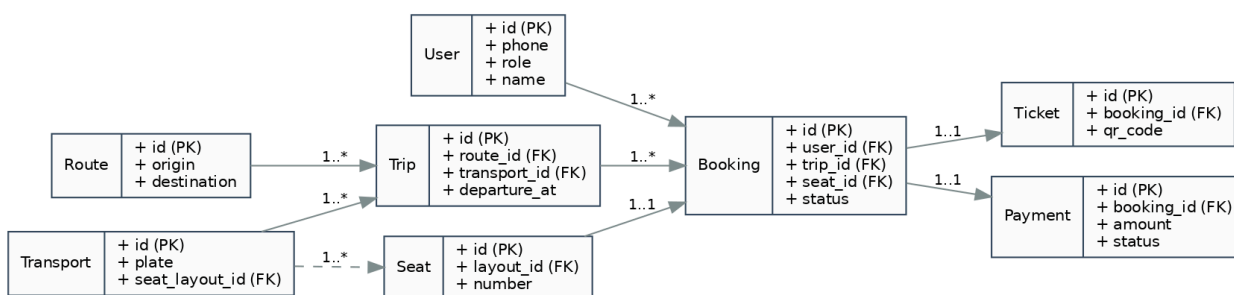 User
+ id (PK)
+ phone
+ role
+ name
1..*
Route
+ id (PK)
+ origin
+ destination
1..*
Trip
+ id (PK)
+ route_id (FK)
+ transport_id (FK)
+ departure_at
1..*
Booking
+ id (PK)
+ user_id (FK)
+ trip_id (FK)
+ seat_id (FK)
+ status
1..1
Ticket
+ id (PK)
+ booking_id (FK)
+ qr_code
1..1
Payment
+ id (PK)
+ booking_id (FK)
+ amount
+ status
Transport
+ id (PK)
+ plate
+ seat_layout_id (FK)
1..*
1..*
Seat
+ id (PK)
+ layout_id (FK)
+ number
1..1